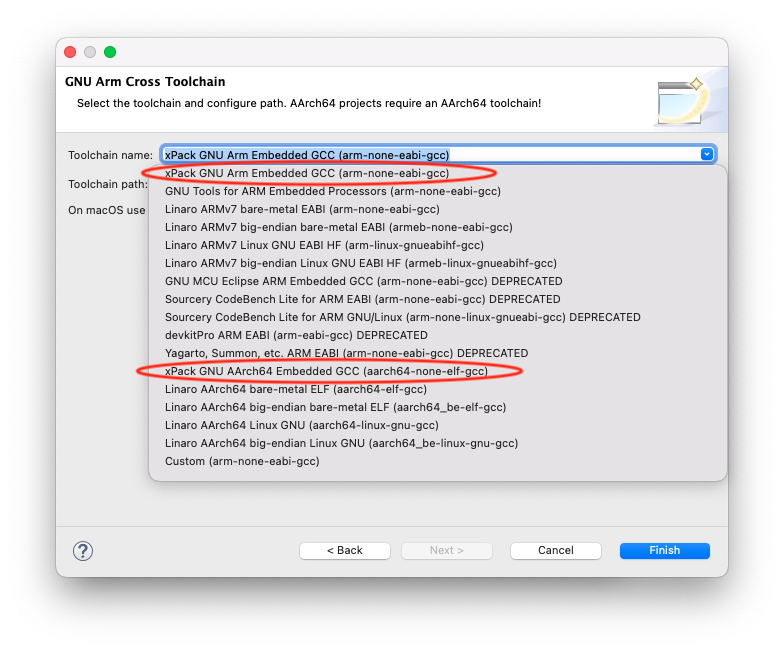 GNU Arm Cross Toolchain
Select the toolchain and configure path. AArch64 projects require an AArch64 toolchain!
Toolchain name: xPack GNU Arm Embedded GCC (arm-none-eabi-gcc)
xPack GNU Arm Embedded GCC (arm-none-eabi-gcc)
Toolchain path:
GNU Tools for ARM Embedded Processors (arm-none-eabi-gcc)
On macOS use
Linaro ARMv7 bare-metal EABI (arm-none-eabi-gcc)
Linaro ARMv7 big-endian bare-metal EABI (armeb-none-eabi-gcc)
Linaro ARMv7 Linux GNU EABI HF (arm-linux-gnueabihf-gcc)
Linaro ARMv7 big-endian Linux GNU EABI HF (armeb-linux-gnueabihf-gcc)
GNU MCU Eclipse ARM Embedded GCC (arm-none-eabi-gcc) DEPRECATED
Sourcery CodeBench Lite for ARM EABI (arm-none-eabi-gcc) DEPRECATED
Sourcery CodeBench Lite for ARM GNU/Linux (arm-none-linux-gnueabi-gcc) DEPRECATED
devkitPro ARM EABI (arm-eabi-gcc) DEPRECATED
Yagarto, Summon, etc. ARM EABI (arm-none-eabi-gcc) DEPRECATED
xPack GNU AArch64 Embedded GCC (aarch64-none-elf-gcc)
Linaro AArch64 bare-metal ELF (aarch64-elf-gcc)
Linaro AArch64 big-endian bare-metal ELF (aarch64_be-elf-gcc)
Linaro AArch64 Linux GNU (aarch64-linux-gnu-gcc)
Linaro AArch64 big-endian Linux GNU (aarch64_be-linux-gnu-gcc)
Custom (arm-none-eabi-gcc)
? < Back Next > Cancel Finish